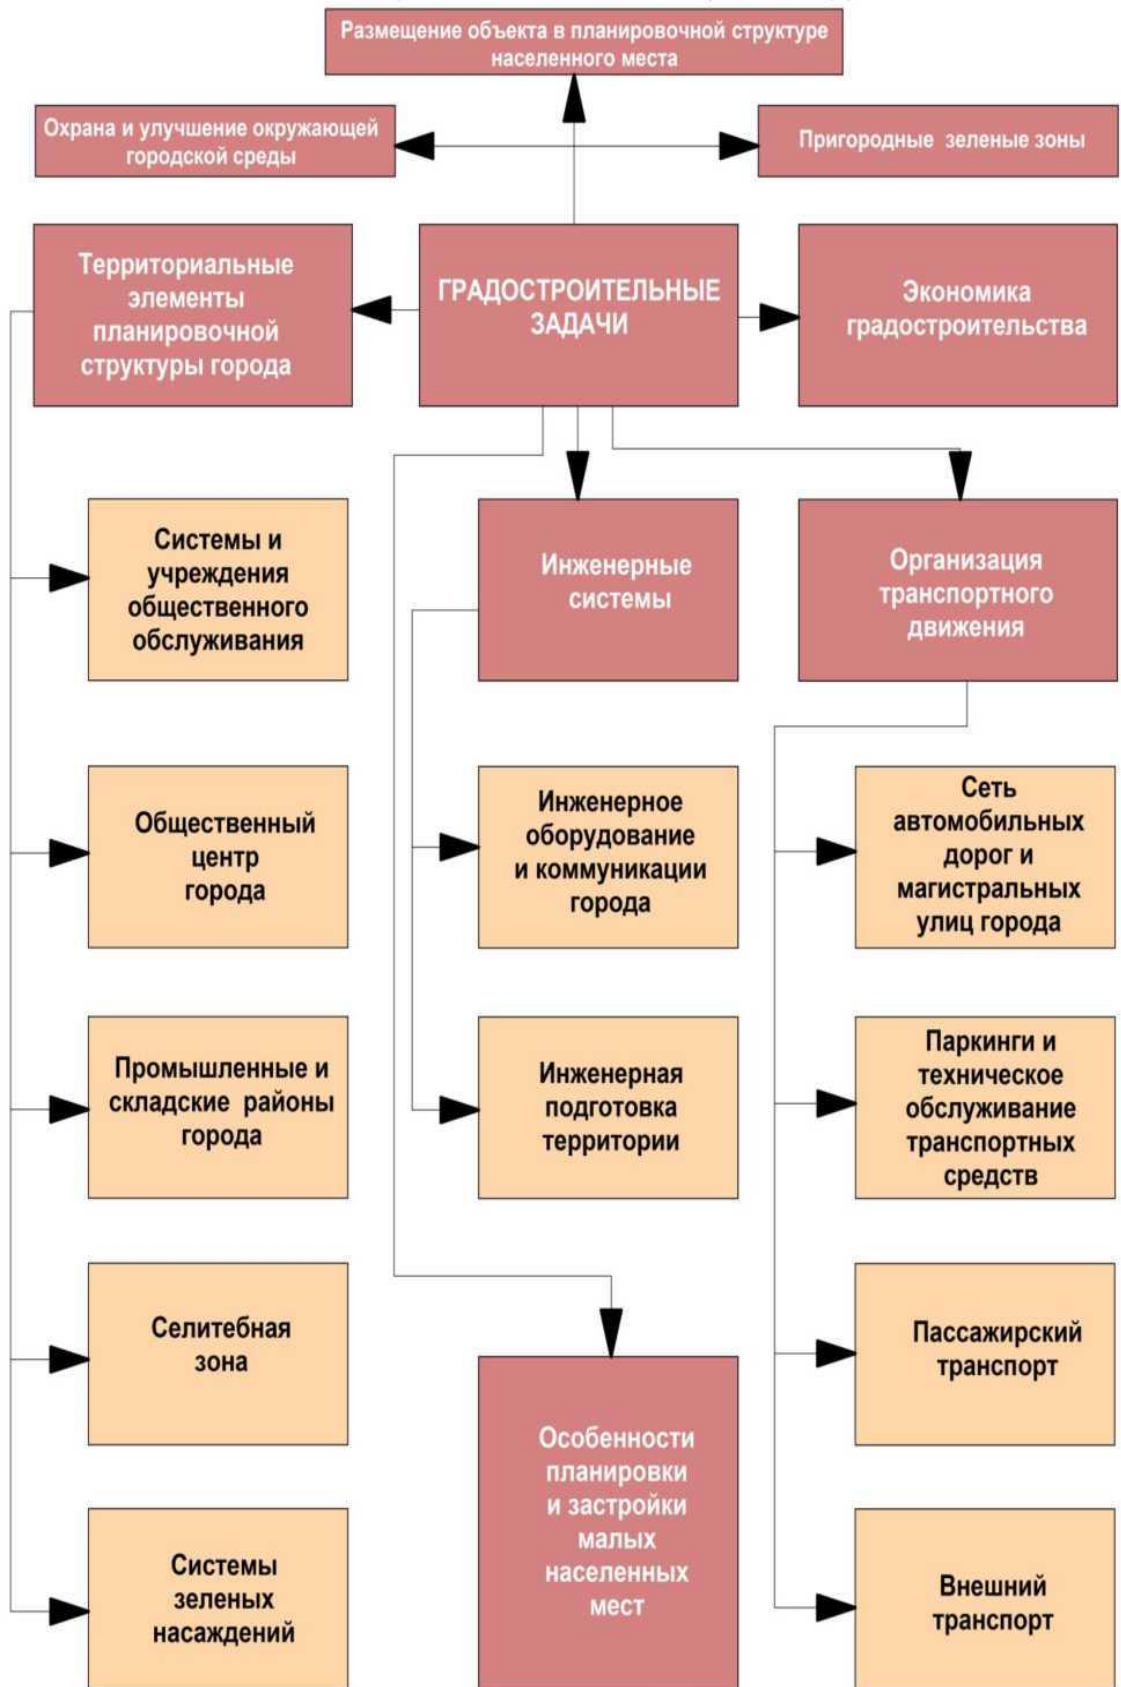 Размещение объекта в планировочной структуре
населенного места
Охрана и улучшение окружающей
городской среды
Пригородные зеленые зоны
Территориальные
элементы
планировочной
структуры города
ГРАДОСТРОИТЕЛЬНЫЕ
ЗАДАЧИ
Экономика
градостроительства
Системы и
учреждения
общественного
обслуживания
Инженерные
системы
Организация
транспортного
движения
Общественный
центр
города
Инженерное
оборудование
и коммуникации
города
Сеть
автомобильных
дорог и
магистральных
улиц города
Промышленные и
складские районы
города
Инженерная
подготовка
территории
Паркинги и
техническое
обслуживание
транспортных
средств
Селитебная
зона
Пассажирский
транспорт
Особенности
планировки
и застройки
малых
населенных
мест
Системы
зеленых
насаждений
Внешний
транспорт